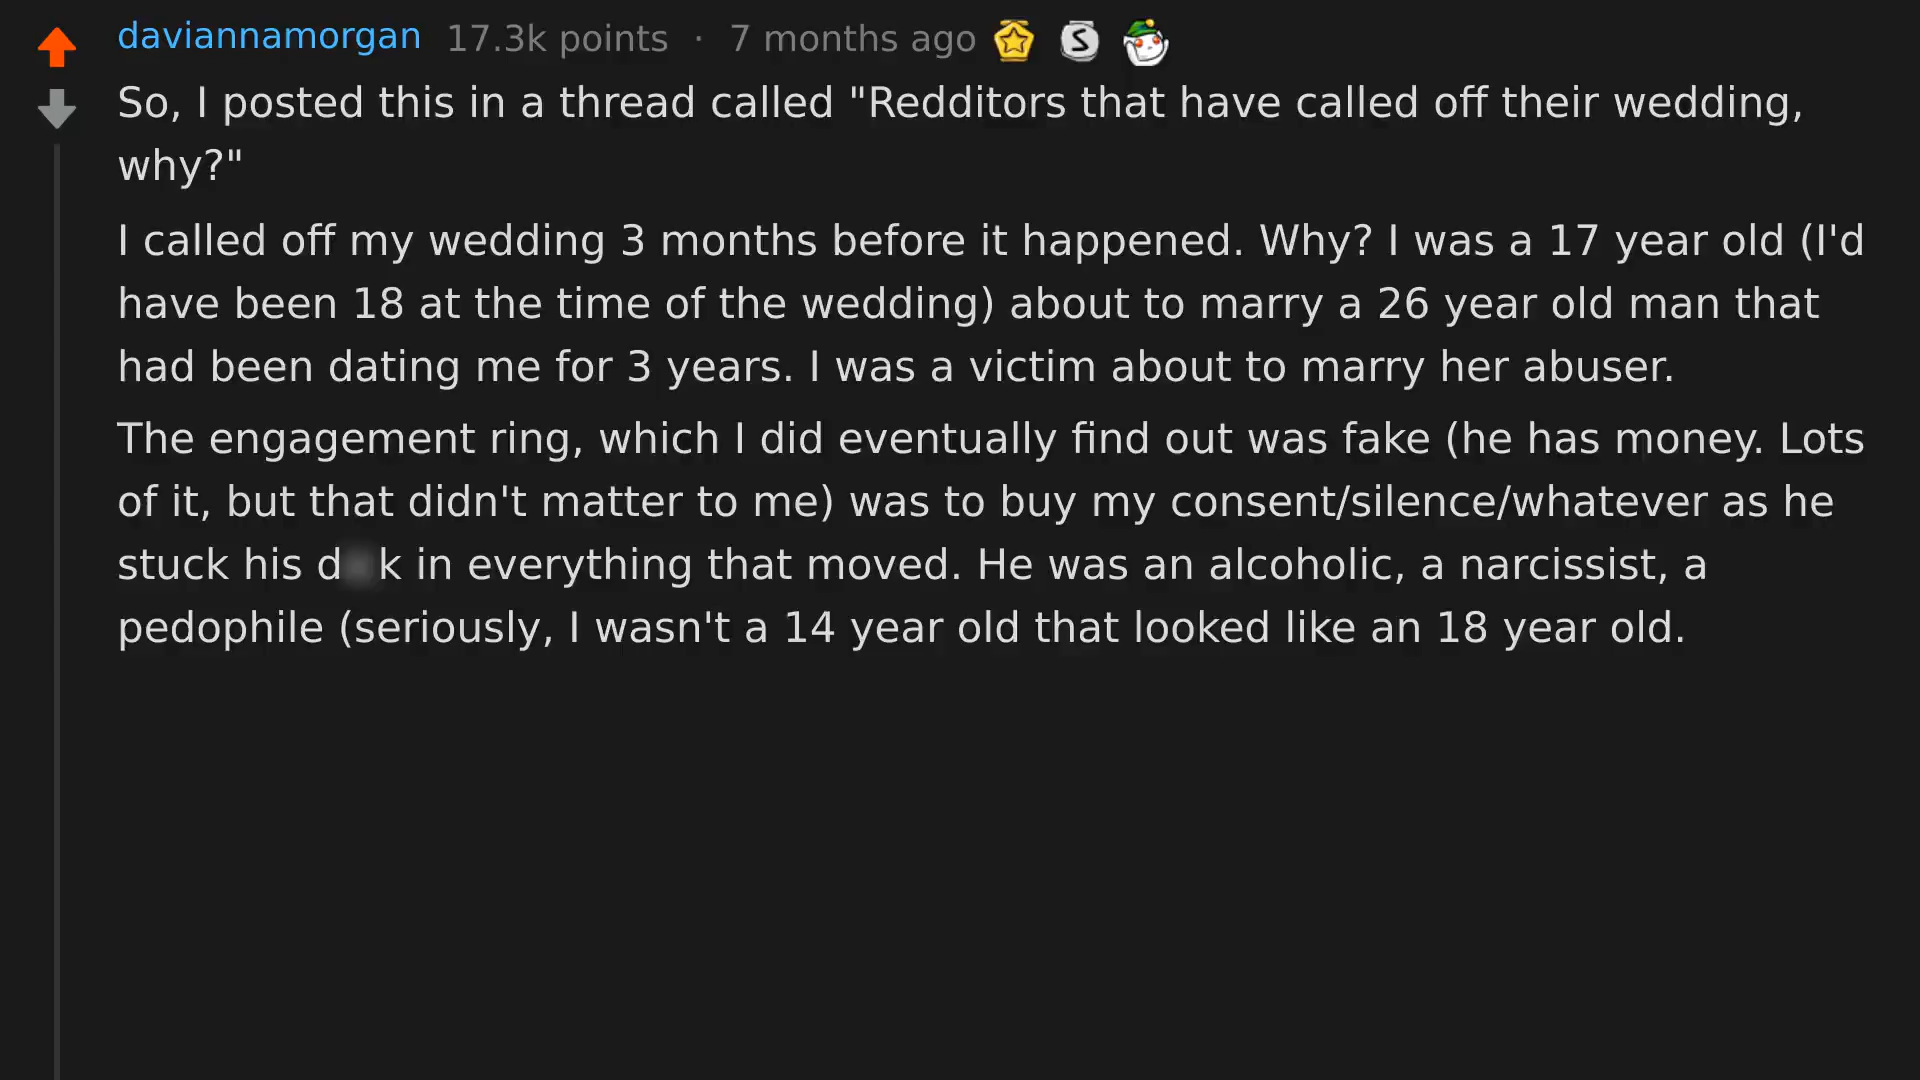 daviannamorgan 17.3k points · 7 months ago
So, I posted this in a thread called "Redditors that have called off their wedding,
why?"
I called off my wedding 3 months before it happened. Why? I was a 17 year old (I'd
have been 18 at the time of the wedding) about to marry a 26 year old man that
had been dating me for 3 years. I was a victim about to marry her abuser.
The engagement ring, which I did eventually find out was fake (he has money. Lots
of it, but that didn't matter to me) was to buy my consent/silence/whatever as he
stuck his d k in everything that moved. He was an alcoholic, a narcissist, a
pedophile (seriously, I wasn't a 14 year old that looked like an 18 year old.